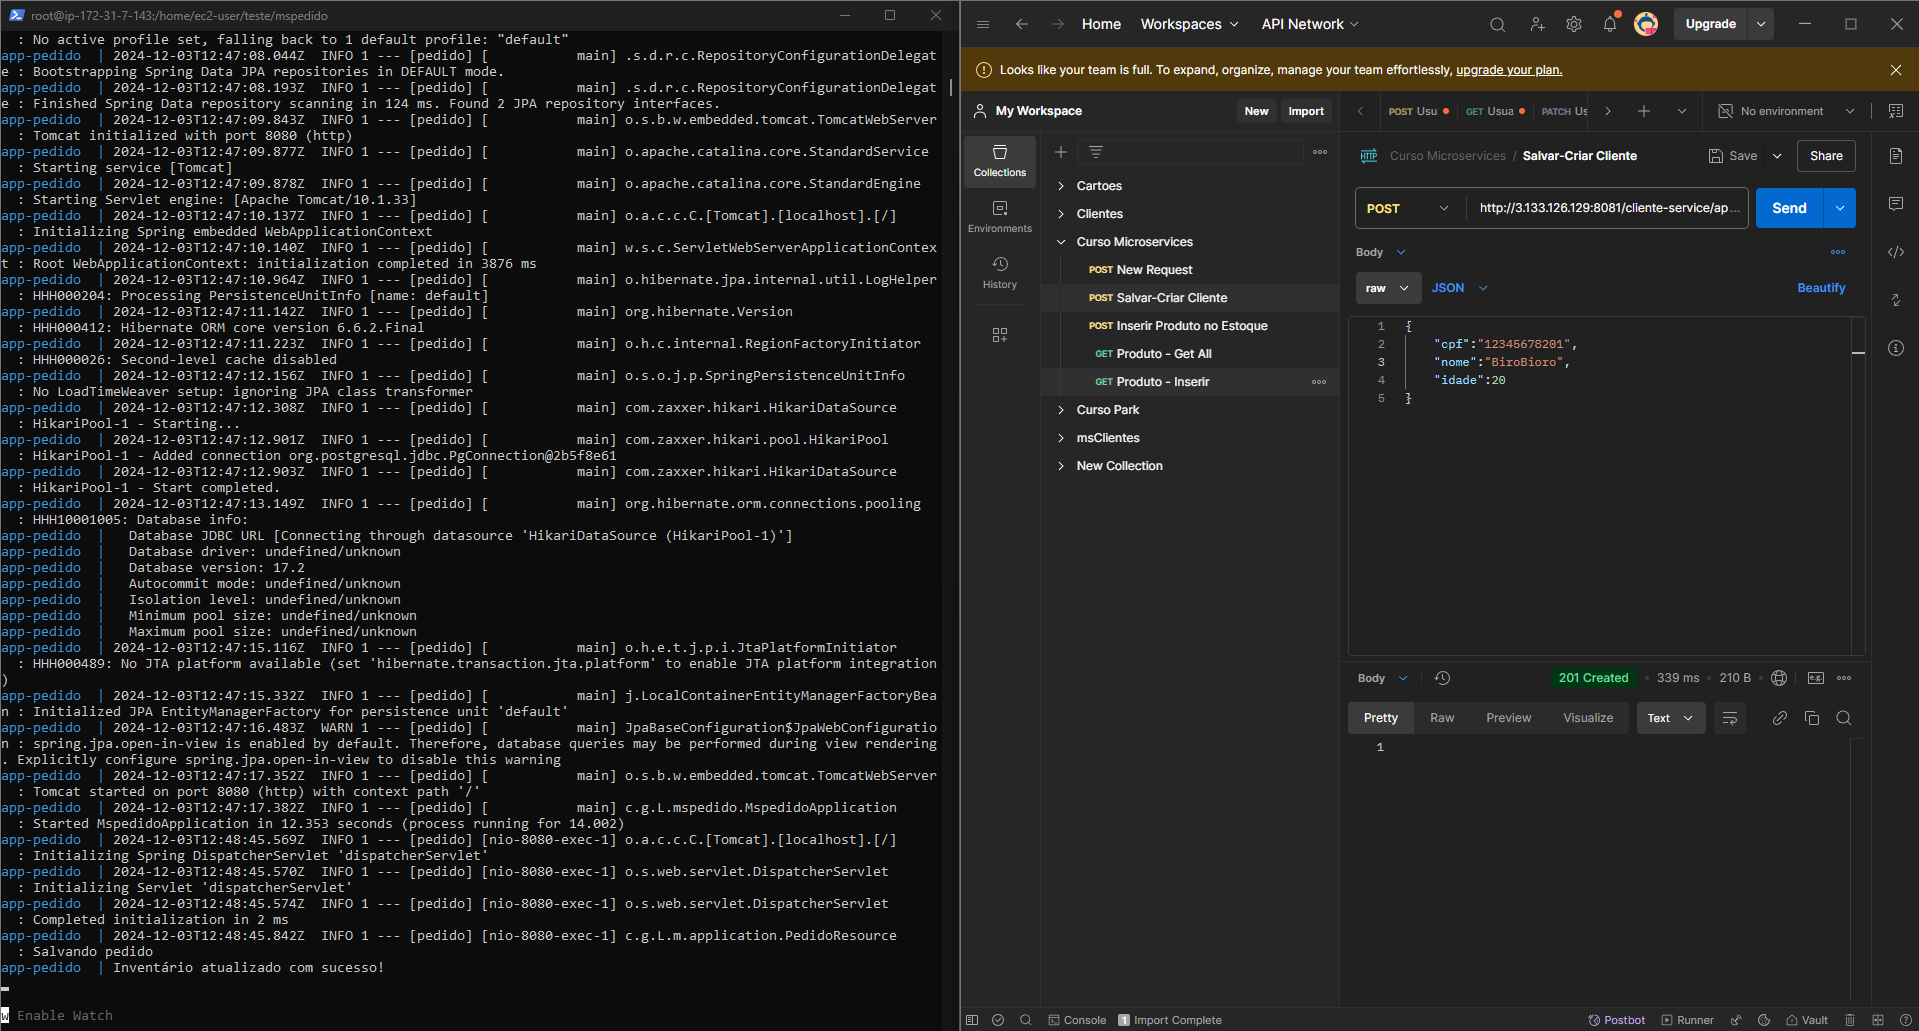 root@ip-172-31-7-143:/home/ec2-user/teste/mspedido
: No active profile set, falling back to 1 default profile: "default"
app-pedido  | 2024-12-03T12:47:08.044Z  INFO 1 --- [pedido] [           main] .s.d.r.c.RepositoryConfigurationDelegat
e : Bootstrapping Spring Data JPA repositories in DEFAULT mode.
app-pedido  | 2024-12-03T12:47:08.193Z  INFO 1 --- [pedido] [           main] .s.d.r.c.RepositoryConfigurationDelegat
e : Finished Spring Data repository scanning in 124 ms. Found 2 JPA repository interfaces.
app-pedido  | 2024-12-03T12:47:09.843Z  INFO 1 --- [pedido] [           main] o.s.b.w.embedded.tomcat.TomcatWebServer
: Tomcat initialized with port 8080 (http)
app-pedido  | 2024-12-03T12:47:09.877Z  INFO 1 --- [pedido] [           main] o.apache.catalina.core.StandardService
: Starting service [Tomcat]
app-pedido  | 2024-12-03T12:47:09.878Z  INFO 1 --- [pedido] [           main] o.apache.catalina.core.StandardEngine
: Starting Servlet engine: [Apache Tomcat/10.1.33]
app-pedido  | 2024-12-03T12:47:10.137Z  INFO 1 --- [pedido] [           main] o.a.c.c.C.[Tomcat].[localhost].[/]
: Initializing Spring embedded WebApplicationContext
app-pedido  | 2024-12-03T12:47:10.140Z  INFO 1 --- [pedido] [           main] w.s.c.ServletWebServerApplicationContex
t : Root WebApplicationContext: initialization completed in 3876 ms
app-pedido  | 2024-12-03T12:47:10.964Z  INFO 1 --- [pedido] [           main] o.hibernate.jpa.internal.util.LogHelper
: HHH000204: Processing PersistenceUnitInfo [name: default]
app-pedido  | 2024-12-03T12:47:11.142Z  INFO 1 --- [pedido] [           main] org.hibernate.Version
: HHH000412: Hibernate ORM core version 6.6.2.Final
app-pedido  | 2024-12-03T12:47:11.223Z  INFO 1 --- [pedido] [           main] o.h.c.internal.RegionFactoryInitiator
: HHH000026: Second-level cache disabled
app-pedido  | 2024-12-03T12:47:12.156Z  INFO 1 --- [pedido] [           main] o.s.o.j.p.SpringPersistenceUnitInfo
: No LoadTimeWeaver setup: ignoring JPA class transformer
app-pedido  | 2024-12-03T12:47:12.308Z  INFO 1 --- [pedido] [           main] com.zaxxer.hikari.HikariDataSource
: HikariPool-1 - Starting...
app-pedido  | 2024-12-03T12:47:12.901Z  INFO 1 --- [pedido] [           main] com.zaxxer.hikari.pool.HikariPool
: HikariPool-1 - Added connection org.postgresql.jdbc.PgConnection@2b5f8e61
app-pedido  | 2024-12-03T12:47:12.903Z  INFO 1 --- [pedido] [           main] com.zaxxer.hikari.HikariDataSource
: HikariPool-1 - Start completed.
app-pedido  | 2024-12-03T12:47:13.149Z  INFO 1 --- [pedido] [           main] org.hibernate.orm.connections.pooling
: HHH10001005: Database info:
app-pedido  |   Database JDBC URL [Connecting through datasource 'HikariDataSource (HikariPool-1)']
app-pedido  |   Database driver: undefined/unknown
app-pedido  |   Database version: 17.2
app-pedido  |   Autocommit mode: undefined/unknown
app-pedido  |   Isolation level: undefined/unknown
app-pedido  |   Minimum pool size: undefined/unknown
app-pedido  |   Maximum pool size: undefined/unknown
app-pedido  | 2024-12-03T12:47:15.116Z  INFO 1 --- [pedido] [           main] o.h.e.t.j.p.i.JtaPlatformInitiator
: HHH000489: No JTA platform available (set 'hibernate.transaction.jta.platform' to enable JTA platform integration
)
app-pedido  | 2024-12-03T12:47:15.332Z  INFO 1 --- [pedido] [           main] j.LocalContainerEntityManagerFactoryBea
n : Initialized JPA EntityManagerFactory for persistence unit 'default'
app-pedido  | 2024-12-03T12:47:16.483Z  WARN 1 --- [pedido] [           main] JpaBaseConfiguration$JpaWebConfiguratio
n : spring.jpa.open-in-view is enabled by default. Therefore, database queries may be performed during view rendering
. Explicitly configure spring.jpa.open-in-view to disable this warning
app-pedido  | 2024-12-03T12:47:17.352Z  INFO 1 --- [pedido] [           main] o.s.b.w.embedded.tomcat.TomcatWebServer
: Tomcat started on port 8080 (http) with context path '/'
app-pedido  | 2024-12-03T12:47:17.382Z  INFO 1 --- [pedido] [           main] c.g.L.mspedido.MspedidoApplication
: Started MspedidoApplication in 12.353 seconds (process running for 14.002)
app-pedido  | 2024-12-03T12:48:45.569Z  INFO 1 --- [pedido] [nio-8080-exec-1] o.a.c.c.C.[Tomcat].[localhost].[/]
: Initializing Spring DispatcherServlet 'dispatcherServlet'
app-pedido  | 2024-12-03T12:48:45.570Z  INFO 1 --- [pedido] [nio-8080-exec-1] o.s.web.servlet.DispatcherServlet
: Initializing Servlet 'dispatcherServlet'
app-pedido  | 2024-12-03T12:48:45.574Z  INFO 1 --- [pedido] [nio-8080-exec-1] o.s.web.servlet.DispatcherServlet
: Completed initialization in 2 ms
app-pedido  | 2024-12-03T12:48:45.842Z  INFO 1 --- [pedido] [nio-8080-exec-1] c.g.L.m.application.PedidoResource
: Salvando pedido
app-pedido  | Inventário atualizado com sucesso!
w Enable Watch
Home Workspaces API Network Upgrade
Looks like your team is full. To expand, organize, manage your team effortlessly, upgrade your plan.
My Workspace New Import
POST Usu GET Usua PATCH Us No environment
Collections
Environments
History
Cartoes
Clientes
Curso Microservices
POST New Request
POST Salvar-Criar Cliente
POST Inserir Produto no Estoque
GET Produto - Get All
GET Produto - Inserir
Curso Park
msClientes
New Collection
HTTP Curso Microservices / Salvar-Criar Cliente Save Share
POST http://3.133.126.129:8081/cliente-service/ap... Send
Body
raw JSON Beautify
1 {
2 "cpf":"12345678201",
3 "nome":"BiroBioro",
4 "idade":20
5 }
Body 201 Created • 339 ms • 210 B e.g.
Pretty Raw Preview Visualize Text
1
Console 1 Import Complete Postbot Runner Vault